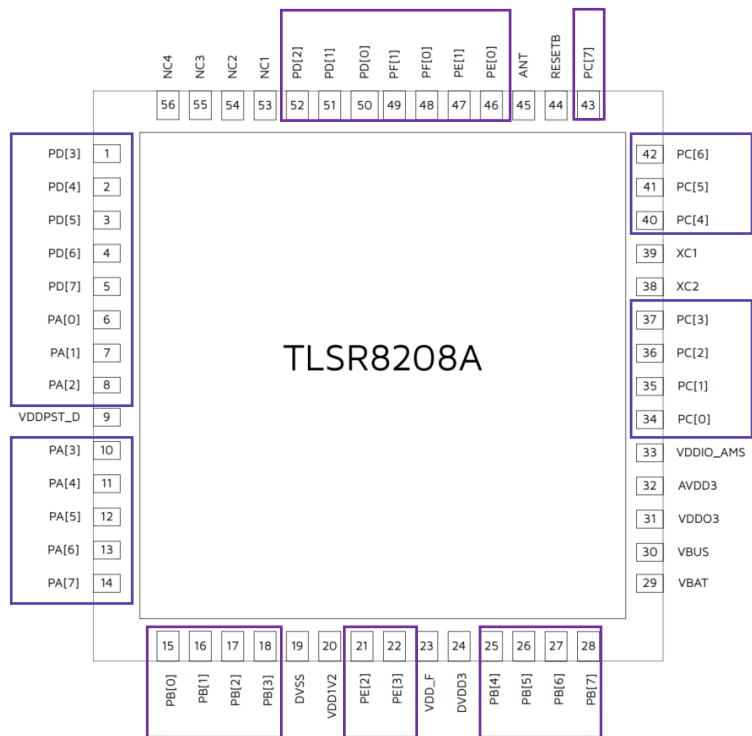 NC4 NC3 NC2 NC1 PD[2] PD[1] PD[0] PF[1] PF[0] PE[1] PE[0] ANT RESETB PC[7]
56 55 54 53 52 51 50 49 48 47 46 45 44 43
PD[3] 1 42 PC[6]
PD[4] 2 41 PC[5]
PD[5] 3 40 PC[4]
PD[6] 4 39 XC1
PD[7] 5 38 XC2
PA[0] 6 37 PC[3]
PA[1] 7 36 PC[2]
TLSR8208A
PA[2] 8 35 PC[1]
VDDPST_D 9 34 PC[0]
PA[3] 10 33 VDDIO_AMS
PA[4] 11 32 AVDD3
PA[5] 12 31 VDDO3
PA[6] 13 30 VBUS
PA[7] 14 29 VBAT
15 16 17 18 19 20 21 22 23 24 25 26 27 28
PB[0] PB[1] PB[2] PB[3] DVSS VDD1V2 PE[2] PE[3] VDD_F DVDD3 PB[4] PB[5] PB[6] PB[7]